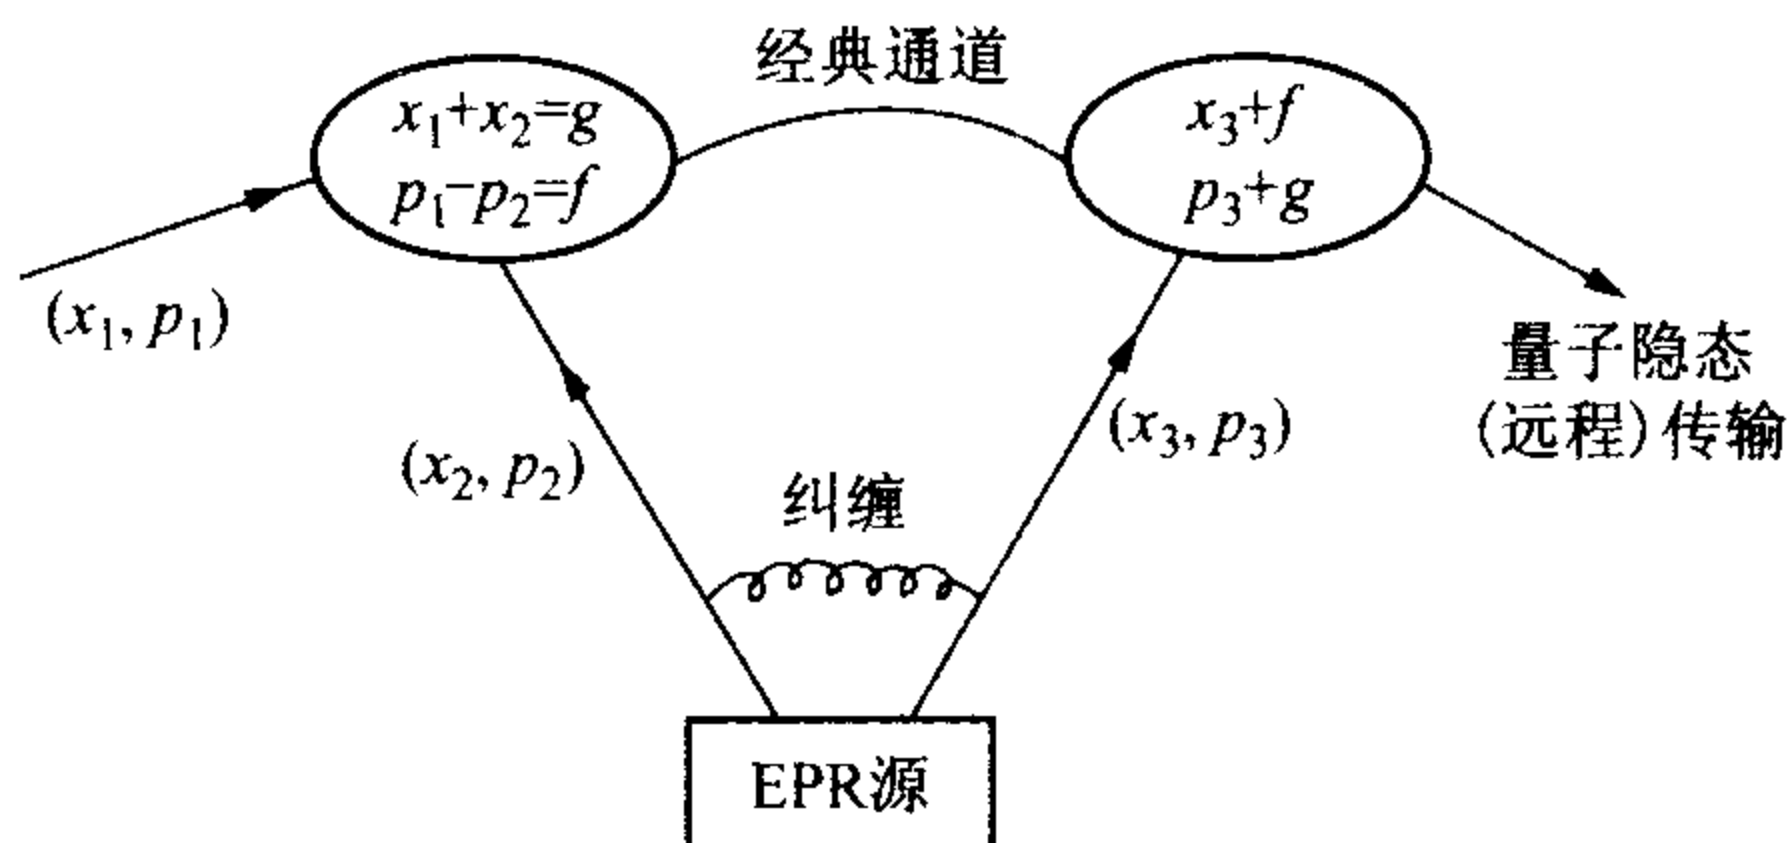 经典通道
x₁+x₂=g
p₁-p₂=f
x₃+f
p₃+g
(x₁, p₁)
(x₂, p₂)
(x₃, p₃)
纠缠
量子隐态
(远程)传输
EPR源